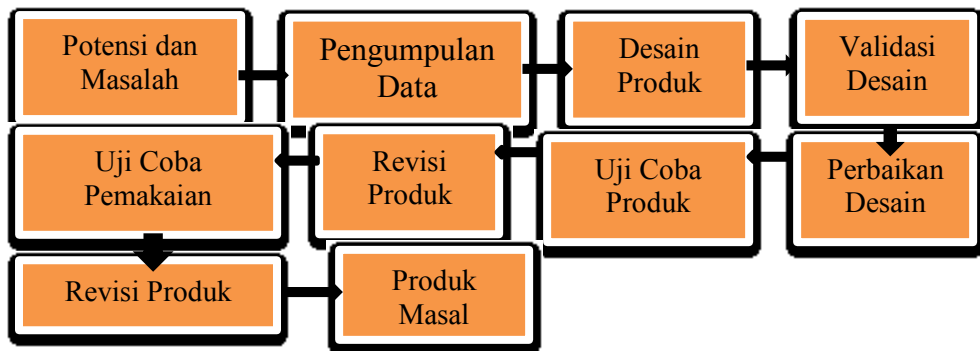 Potensi dan
Masalah
Pengumpulan
Data
Desain
Produk
Validasi
Desain
Perbaikan
Desain
Uji Coba
Produk
Revisi
Produk
Uji Coba
Pemakaian
Revisi Produk
Produk
Masal